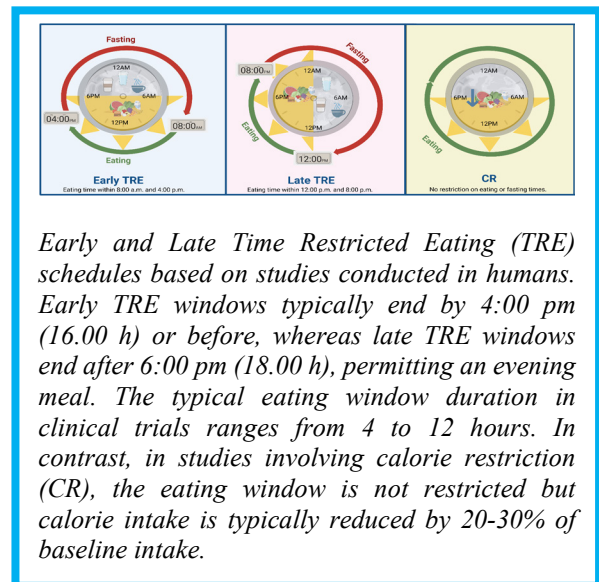 Fasting
12AM
6PM
6AM
04:00PM
08:00AM
12PM
Eating
Early TRE
Eating time within 8:00 a.m. and 4:00 p.m.
Fasting
08:00PM
12AM
6PM
6AM
Eating
12PM
12:00PM
Late TRE
Eating time within 12:00 p.m. and 8:00 p.m.
12AM
6PM
6AM
12PM
Eating
CR
No restriction on eating or fasting times.
Early and Late Time Restricted Eating (TRE)
schedules based on studies conducted in humans.
Early TRE windows typically end by 4:00 pm
(16.00 h) or before, whereas late TRE windows
end after 6:00 pm (18.00 h), permitting an evening
meal. The typical eating window duration in
clinical trials ranges from 4 to 12 hours. In
contrast, in studies involving calorie restriction
(CR), the eating window is not restricted but
calorie intake is typically reduced by 20-30% of
baseline intake.